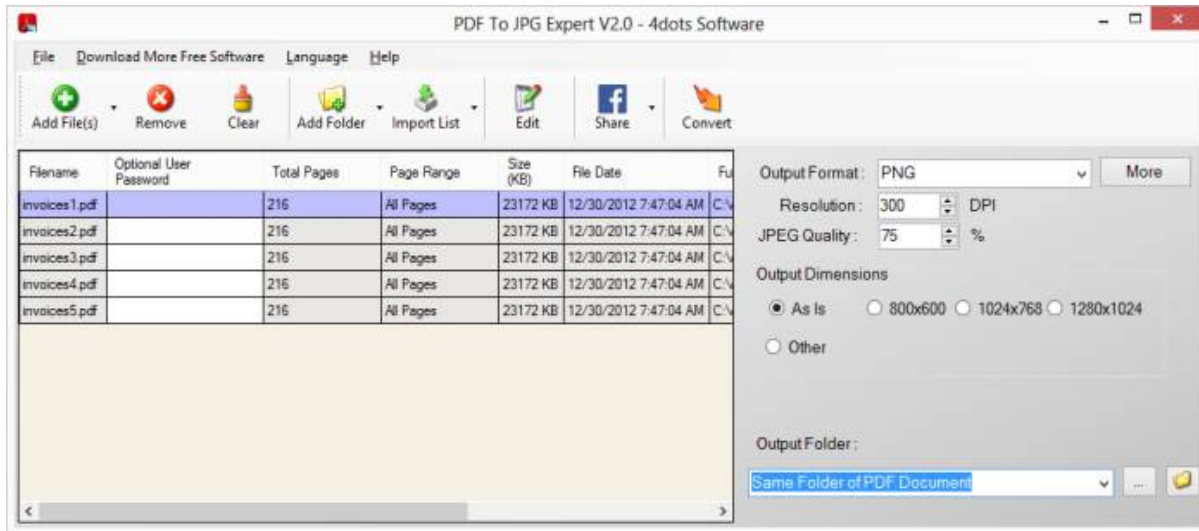 PDF To JPG Expert V2.0 - 4dots Software
File Download More Free Software Language Help
Add File(s) Remove Clear Add Folder Import List Edit Share Convert
Filename Optional User Password Total Pages Page Range Size (KB) File Date Fu
invoices1.pdf 216 All Pages 23172 KB 12/30/2012 7:47:04 AM C:\
invoices2.pdf 216 All Pages 23172 KB 12/30/2012 7:47:04 AM C:\
invoices3.pdf 216 All Pages 23172 KB 12/30/2012 7:47:04 AM C:\
invoices4.pdf 216 All Pages 23172 KB 12/30/2012 7:47:04 AM C:\
invoices5.pdf 216 All Pages 23172 KB 12/30/2012 7:47:04 AM C:\
Output Format : PNG More
Resolution : 300 DPI
JPEG Quality : 75 %
Output Dimensions
As Is 800x600 1024x768 1280x1024
Other
Output Folder :
Same Folder of PDF Document ...